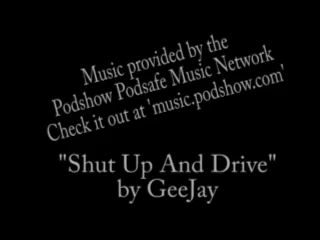 Music provided by the
Podshow Podsafe Music Network
Check it out at 'music.podshow.com'
"Shut Up And Drive"
by GeeJay